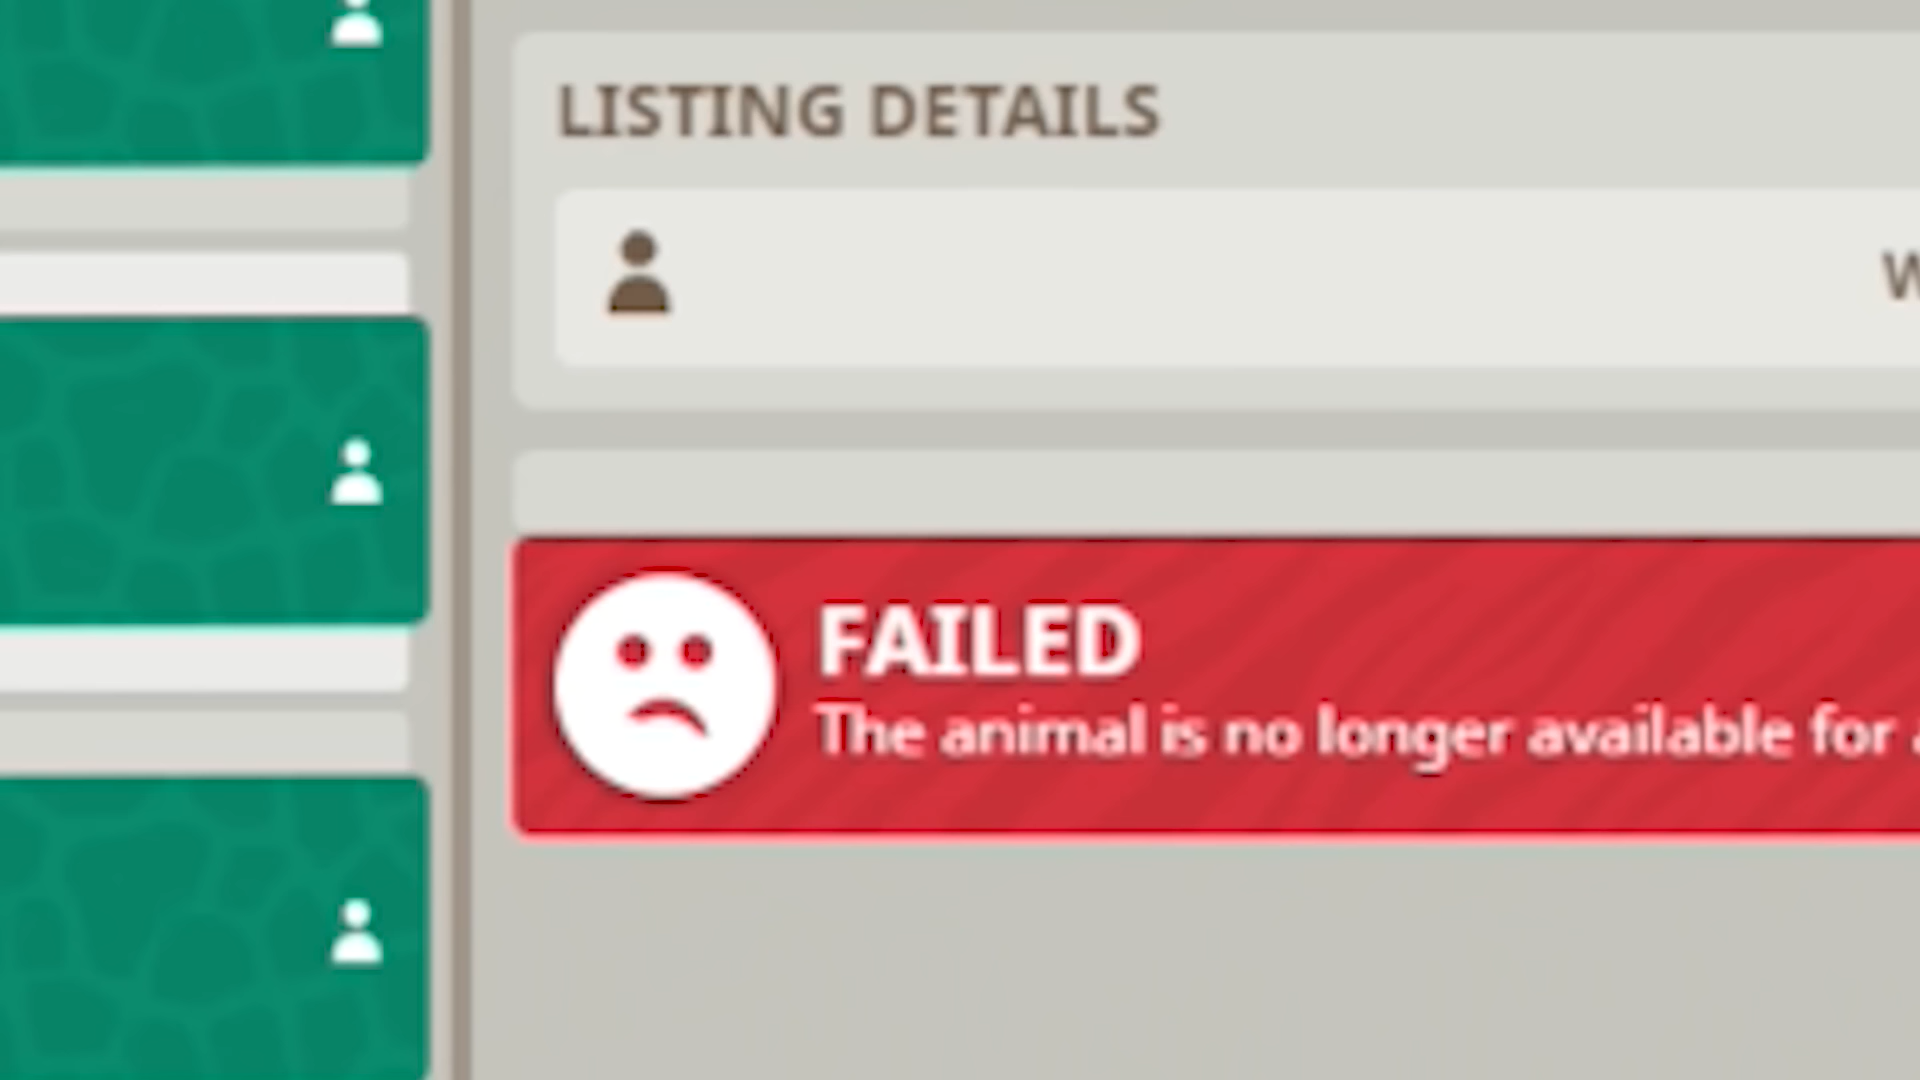 LISTING DETAILS
FAILED
The animal is no longer available for